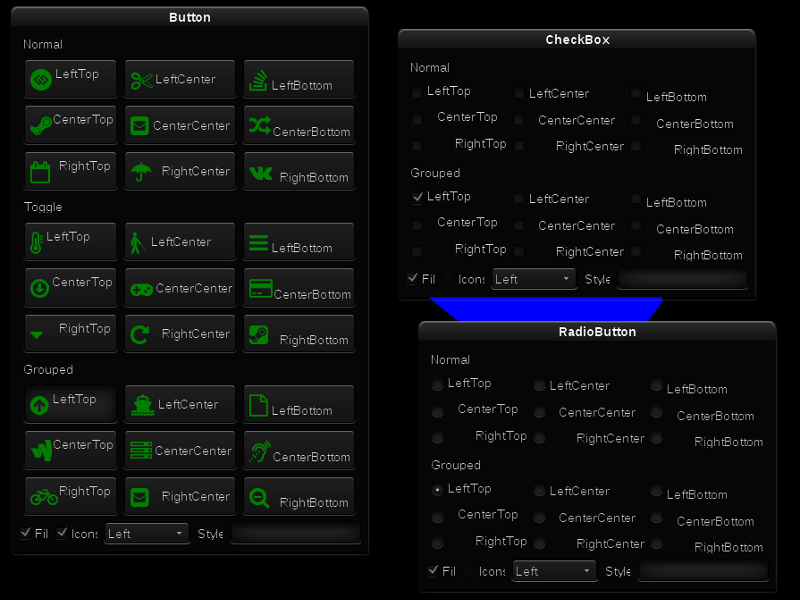 Button
Normal
LeftTop LeftCenter LeftBottom
CenterTop CenterCenter CenterBottom
RightTop RightCenter RightBottom
Toggle
LeftTop LeftCenter LeftBottom
CenterTop CenterCenter CenterBottom
RightTop RightCenter RightBottom
Grouped
LeftTop LeftCenter LeftBottom
CenterTop CenterCenter CenterBottom
RightTop RightCenter RightBottom
Fil Icons Left Style
CheckBox
Normal
LeftTop LeftCenter LeftBottom
CenterTop CenterCenter CenterBottom
RightTop RightCenter RightBottom
Grouped
LeftTop LeftCenter LeftBottom
CenterTop CenterCenter CenterBottom
RightTop RightCenter RightBottom
Fil Icons Left Style
RadioButton
Normal
LeftTop LeftCenter LeftBottom
CenterTop CenterCenter CenterBottom
RightTop RightCenter RightBottom
Grouped
LeftTop LeftCenter LeftBottom
CenterTop CenterCenter CenterBottom
RightTop RightCenter RightBottom
Fil Icons Left Style